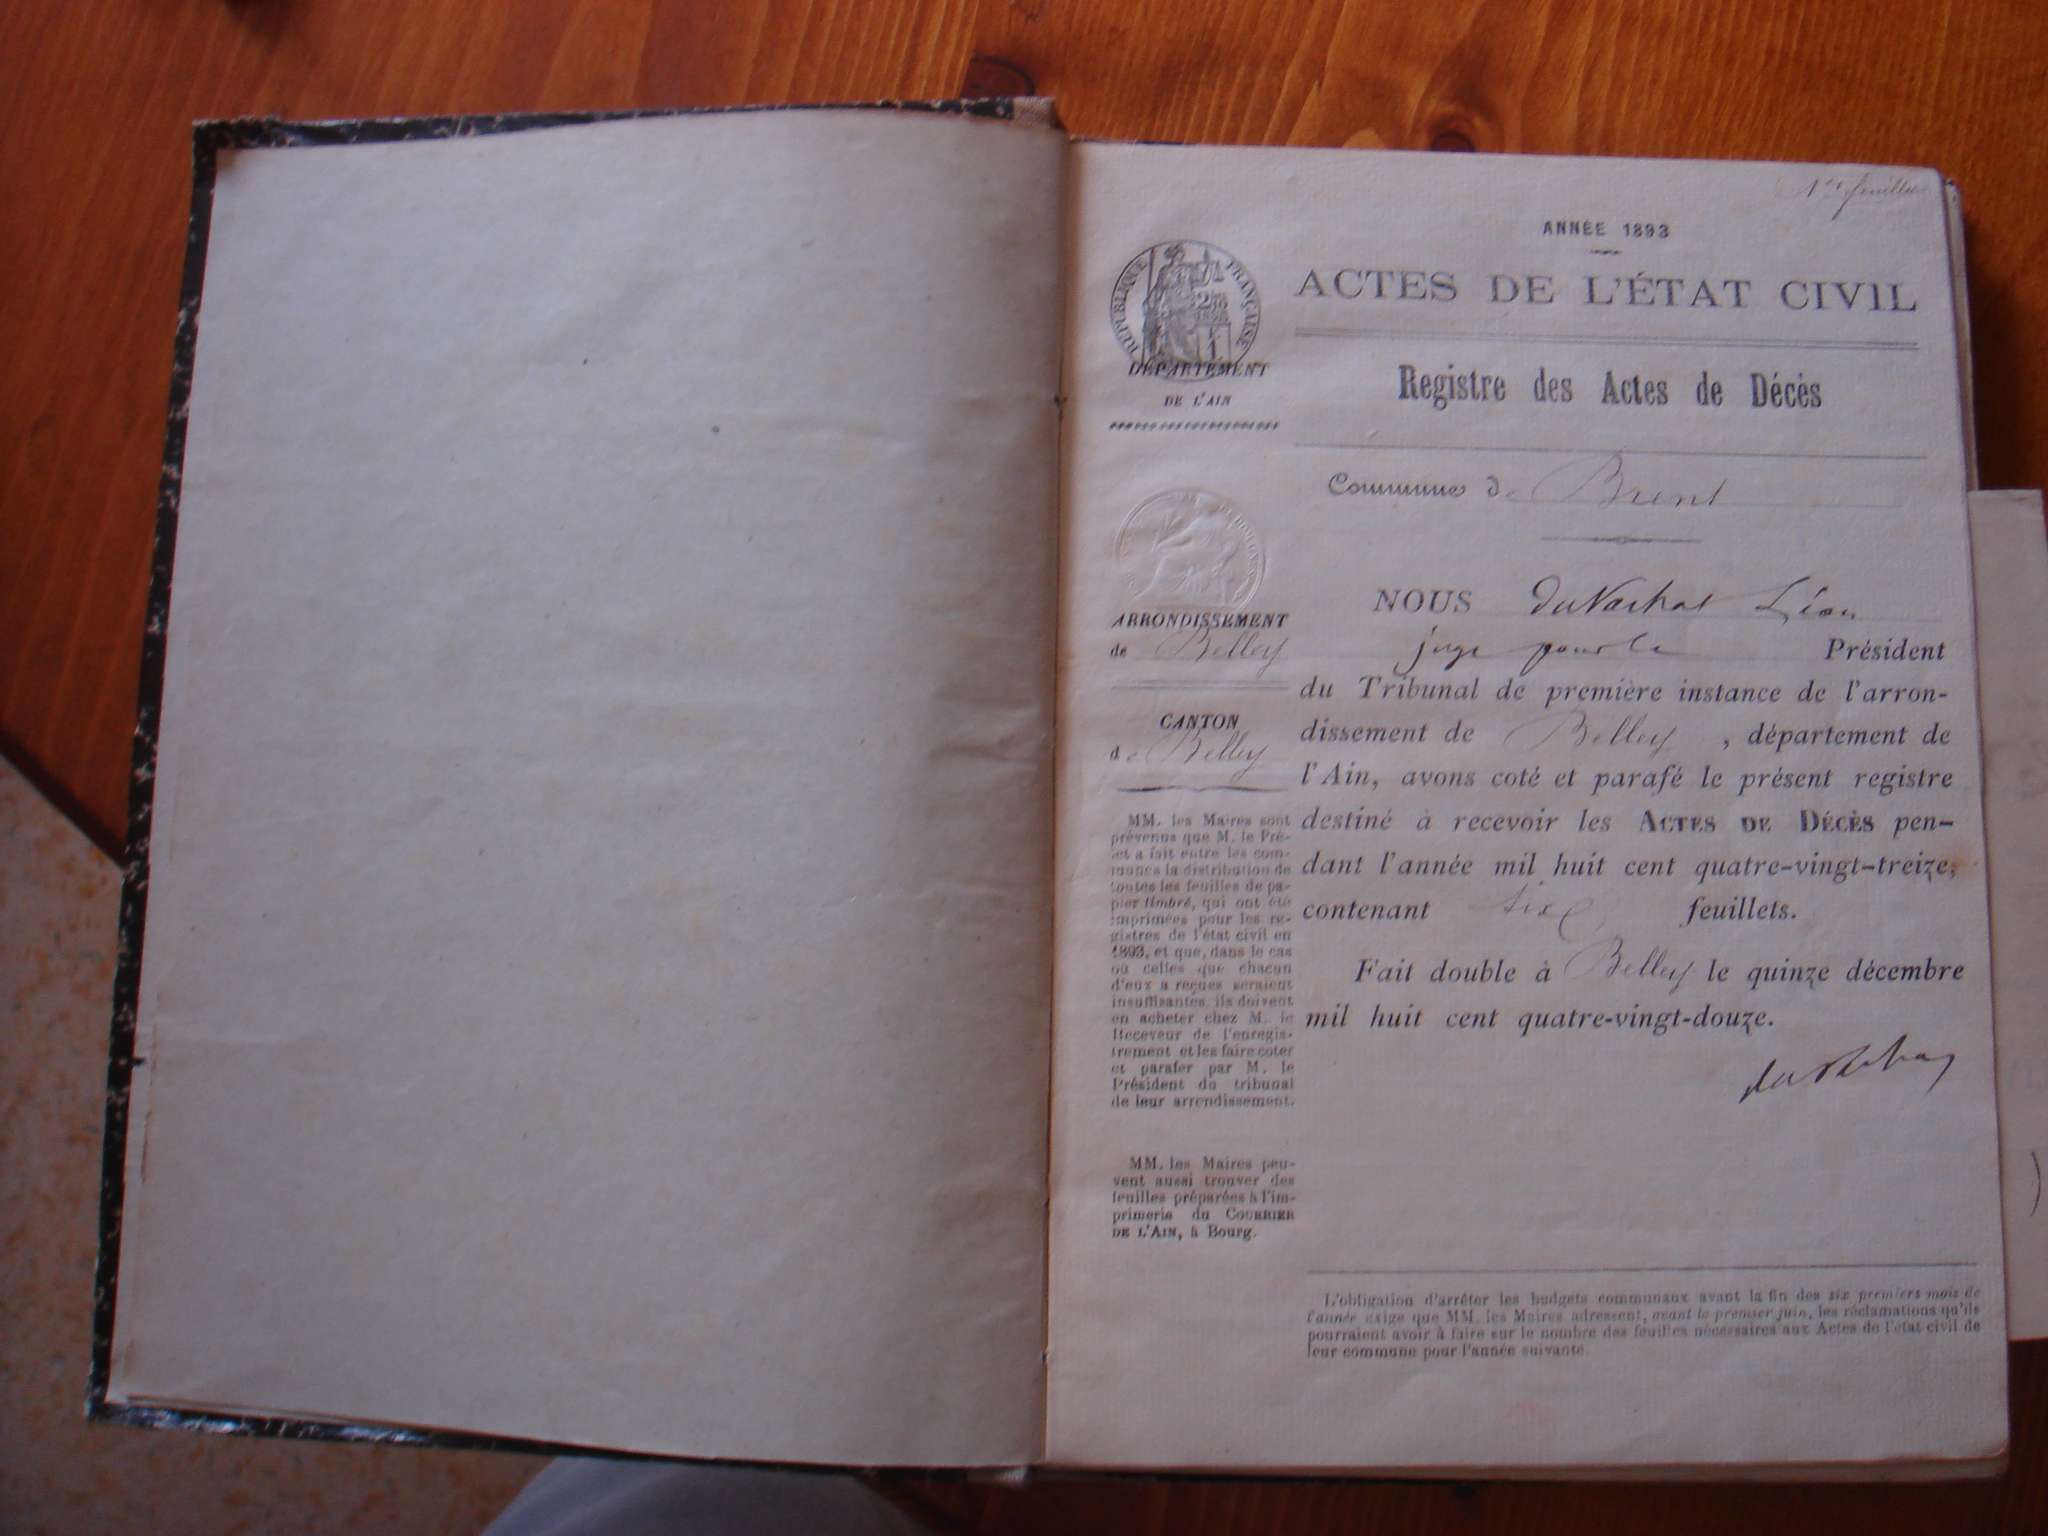 1er feuillet
ANNÉE 1893
ACTES DE L'ÉTAT CIVIL
Registre des Actes de Décès
Commune de Brens
NOUS Léon
juge pour le Président
du Tribunal de première instance de l'arron-
dissement de Belley, département de
l'Ain, avons coté et parafé le présent registre
destiné à recevoir les ACTES DE DÉCÈS pen-
dant l'année mil huit cent quatre-vingt-treize,
contenant six feuillets.
Fait double à Belley le quinze décembre
mil huit cent quatre-vingt-douze.
RÉPUBLIQUE FRANÇAISE
DÉPARTEMENT
DE L'AIN
ARRONDISSEMENT
de Belley
CANTON
de Belley
MM. les Maires sont
prévenus que M. le Pré-
fet a fait entre les com-
munes la distribution de
toutes les feuilles de pa-
pier timbré, qui ont été
imprimées pour les re-
gistres de l'état civil en
1893, et que, dans le cas
où celles que chacun
d'eux a reçues seraient
insuffisantes, ils doivent
en acheter chez M. le
Receveur de l'enregis-
trement et les faire coter
et parafer par M. le
Président du tribunal
de leur arrondissement.
MM. les Maires peu-
vent aussi trouver des
feuilles préparées à l'im-
primerie du COURRIER
DE L'AIN, à Bourg.
L'obligation d'arrêter les budgets communaux avant la fin des six premiers mois de
l'année exige que MM. les Maires adressent, avant le premier juin, les réclamations qu'ils
pourraient avoir à faire sur le nombre des feuilles nécessaires aux Actes de l'état civil de
leur commune pour l'année suivante.